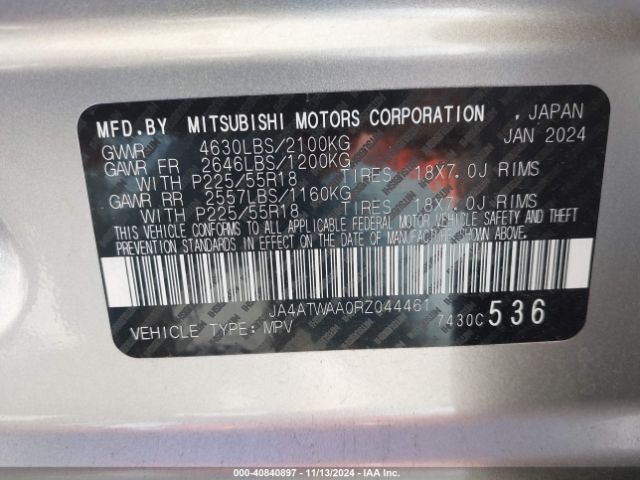 MFD.BY MITSUBISHI MOTORS CORPORATION , JAPAN
GVWR 4630LBS/2100KG JAN 2024
GAWR FR 2646LBS/1200KG
WITH P225/55R18 TIRES 18X7.0J RIMS
GAWR RR 2557LBS/1160KG
WITH P225/55R18 TIRES 18X7.0J RIMS
THIS VEHICLE CONFORMS TO ALL APPLICABLE FEDERAL MOTOR VEHICLE SAFETY AND THEFT
PREVENTION STANDARDS IN EFFECT ON THE DATE OF MANUFACTURE SHOWN ABOVE.
JA4ATWAA0RZ044461
VEHICLE TYPE: MPV 7430C 536
000-40840897 - 11/13/2024 - IAA Inc.